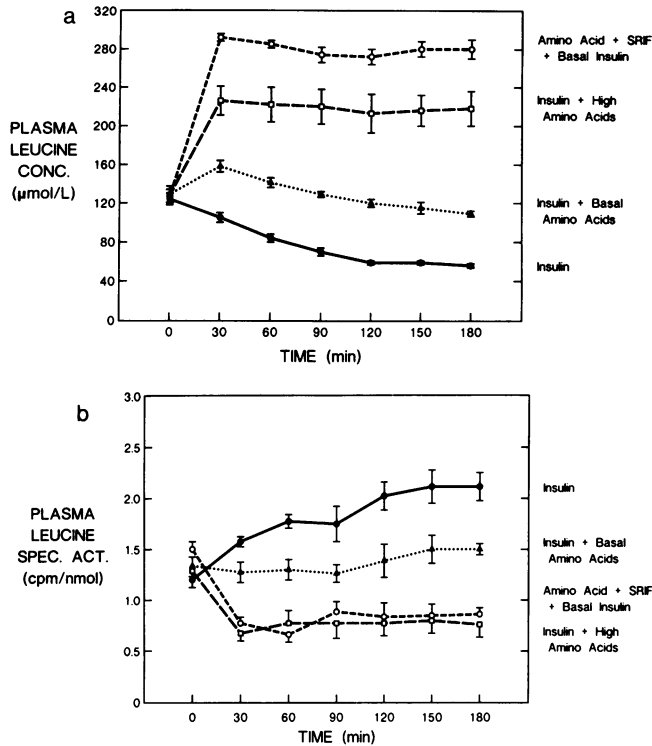 a
320
280
240
200
160
120
80
40
0
PLASMA
LEUCINE
CONC.
(μmol/L)
0 30 60 90 120 150 180
TIME (min)
Amino Acid + SRIF
+ Basal Insulin
Insulin + High
Amino Acids
Insulin + Basal
Amino Acids
Insulin
b
3.0
2.5
2.0
1.5
1.0
0.5
0
PLASMA
LEUCINE
SPEC. ACT.
(cpm/nmol)
0 30 60 90 120 150 180
TIME (min)
Insulin
Insulin + Basal
Amino Acids
Amino Acid + SRIF
+ Basal Insulin
Insulin + High
Amino Acids